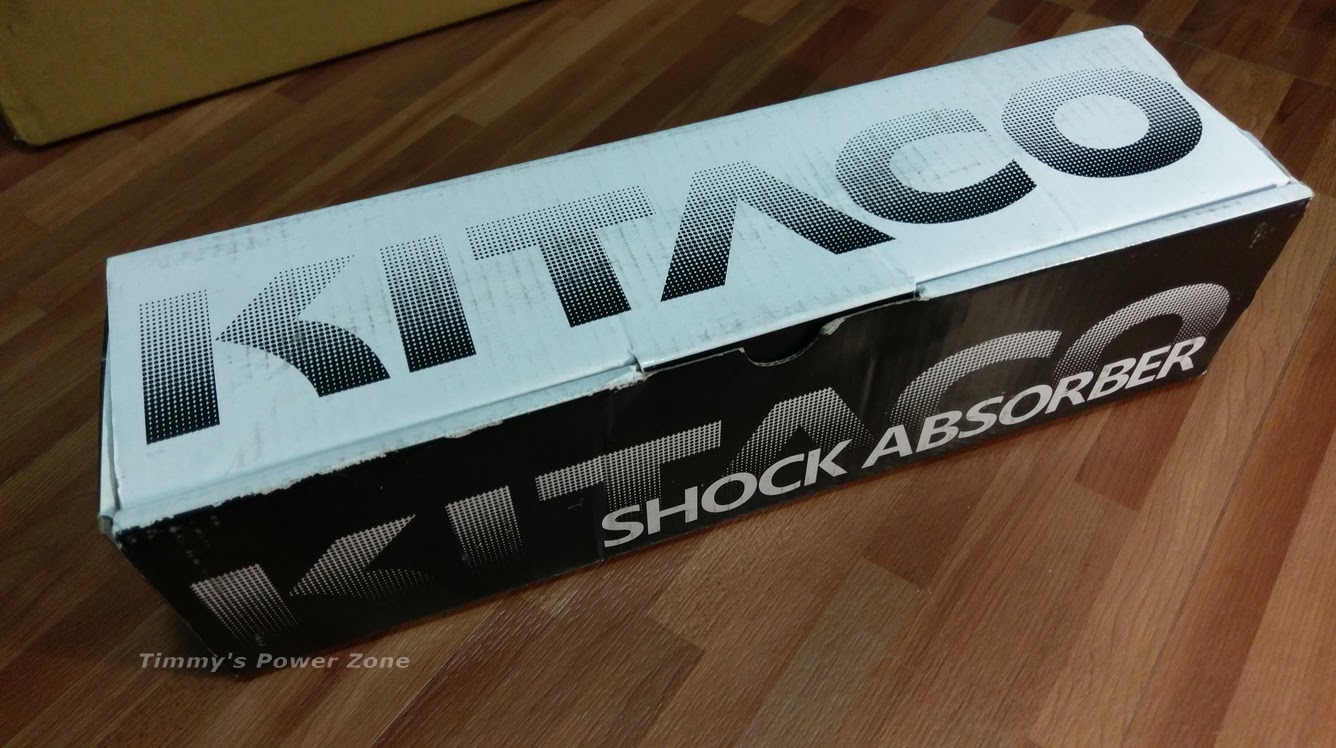 KITACO
KITACO
SHOCK ABSORBER
Timmy's Power Zone